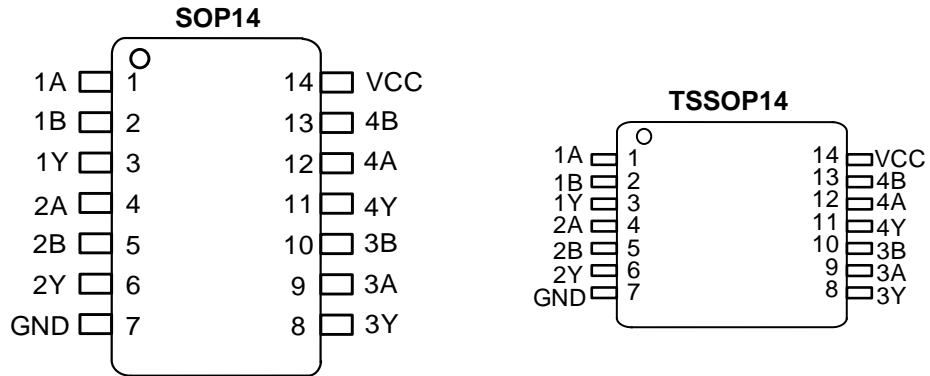 SOP14
1A 1 14 VCC
1B 2 13 4B
1Y 3 12 4A
2A 4 11 4Y
2B 5 10 3B
2Y 6 9 3A
GND 7 8 3Y
TSSOP14
1A 1 14 VCC
1B 2 13 4B
1Y 3 12 4A
2A 4 11 4Y
2B 5 10 3B
2Y 6 9 3A
GND 7 8 3Y